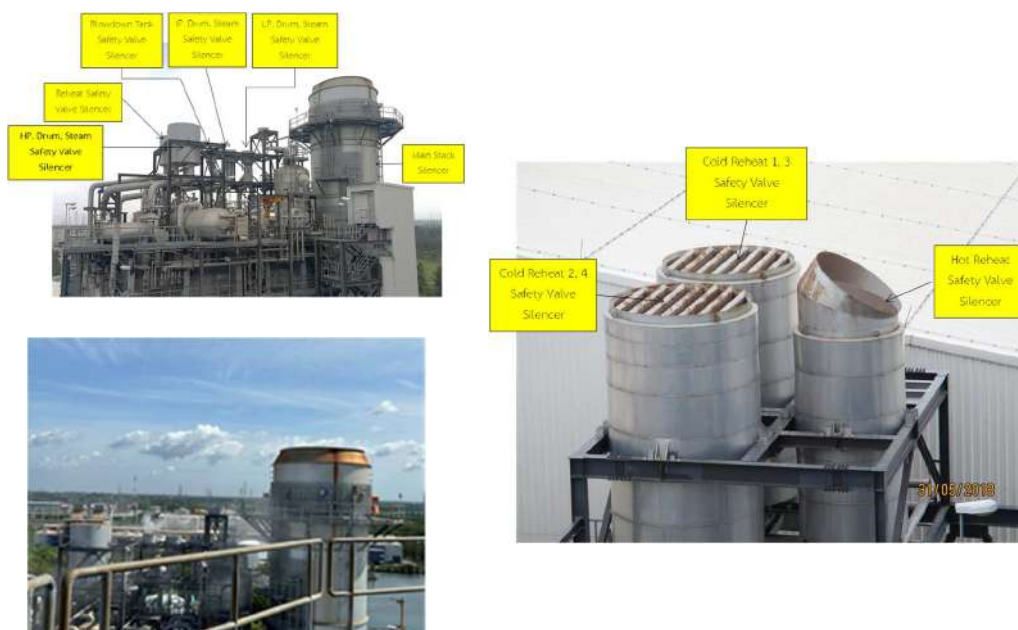 Blowdown Tank
Safety Valve
Silencer
IP. Drum, Steam
Safety Valve
Silencer
LP. Drum, Steam
Safety Valve
Silencer
Reheat Safety
Valve Silencer
HP. Drum, Steam
Safety Valve
Silencer
Main Stack
Silencer
Cold Reheat 1, 3
Safety Valve
Silencer
Cold Reheat 2, 4
Safety Valve
Silencer
Hot Reheat
Safety Valve
Silencer
31/05/2018